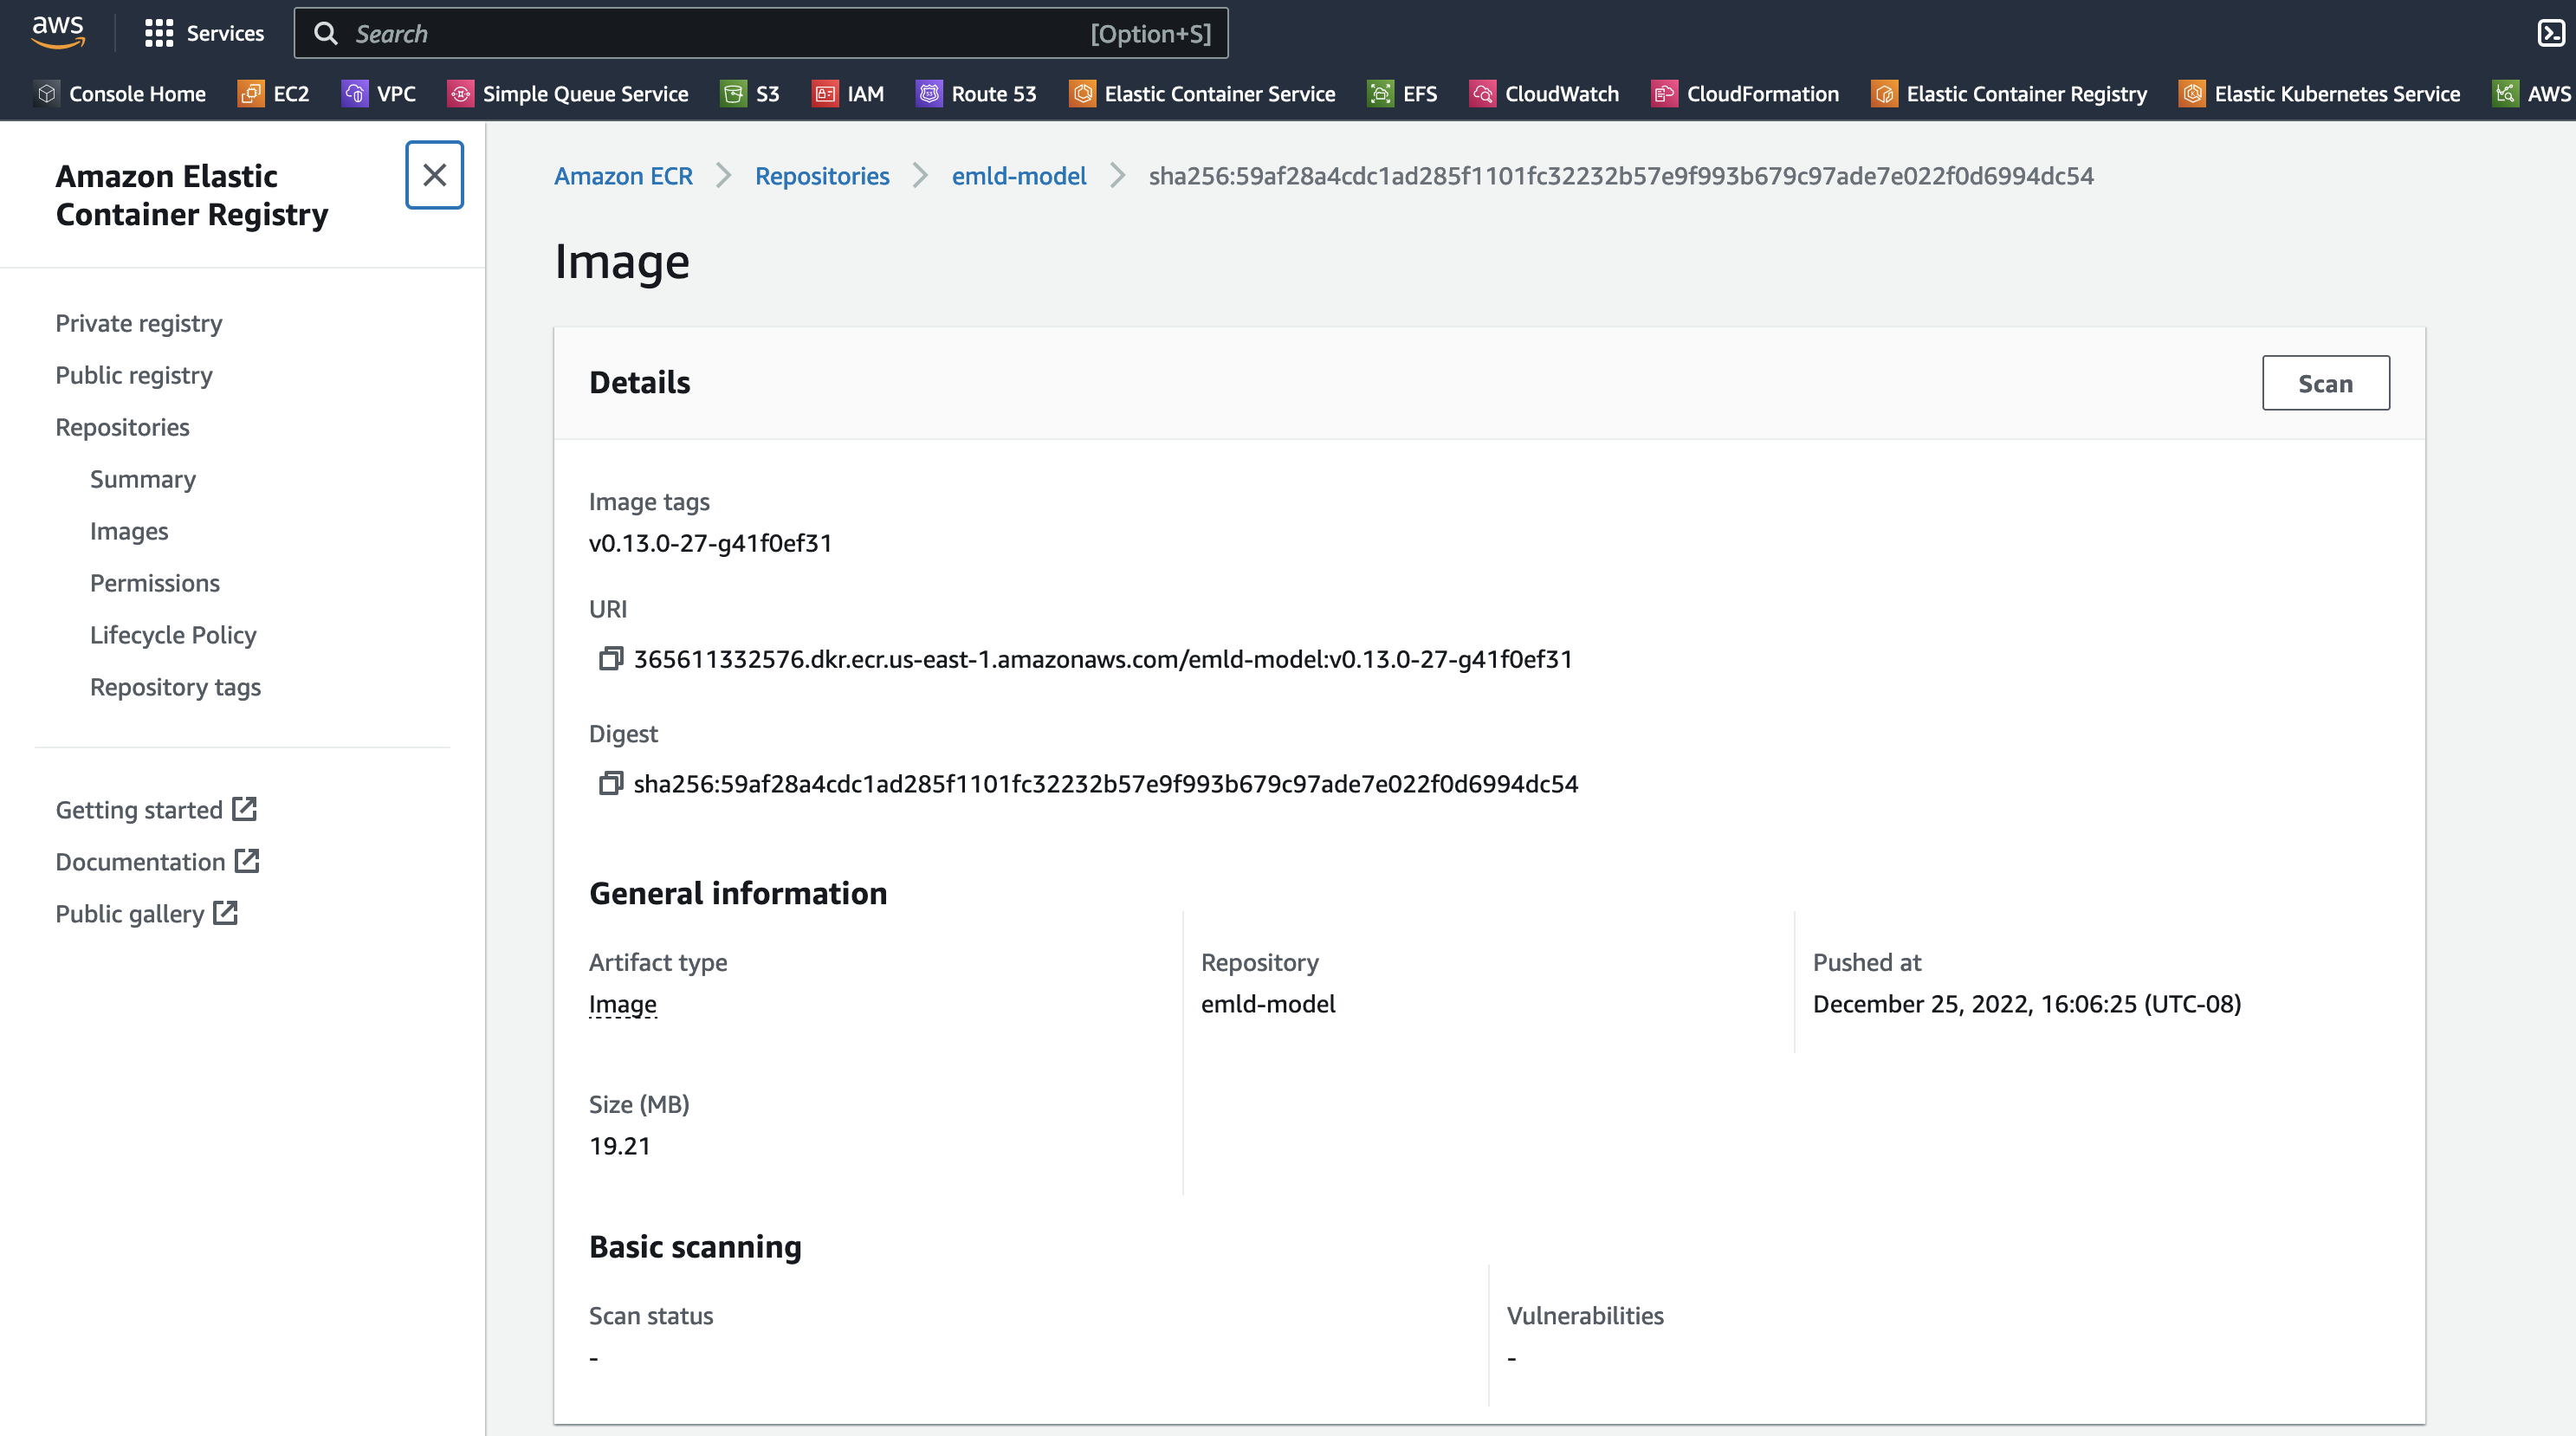 aws
Services
Search
[Option+S]
Console Home
EC2
VPC
Simple Queue Service
S3
IAM
Route 53
Elastic Container Service
EFS
CloudWatch
CloudFormation
Elastic Container Registry
Elastic Kubernetes Service
AWS
Amazon Elastic
Container Registry
Private registry
Public registry
Repositories
Summary
Images
Permissions
Lifecycle Policy
Repository tags
Getting started
Documentation
Public gallery
Amazon ECR
Repositories
emld-model
sha256:59af28a4cdc1ad285f1101fc32232b57e9f993b679c97ade7e022f0d6994dc54
Image
Details
Scan
Image tags
v0.13.0-27-g41f0ef31
URI
365611332576.dkr.ecr.us-east-1.amazonaws.com/emld-model:v0.13.0-27-g41f0ef31
Digest
sha256:59af28a4cdc1ad285f1101fc32232b57e9f993b679c97ade7e022f0d6994dc54
General information
Artifact type
Image
Repository
emld-model
Pushed at
December 25, 2022, 16:06:25 (UTC-08)
Size (MB)
19.21
Basic scanning
Scan status
-
Vulnerabilities
-